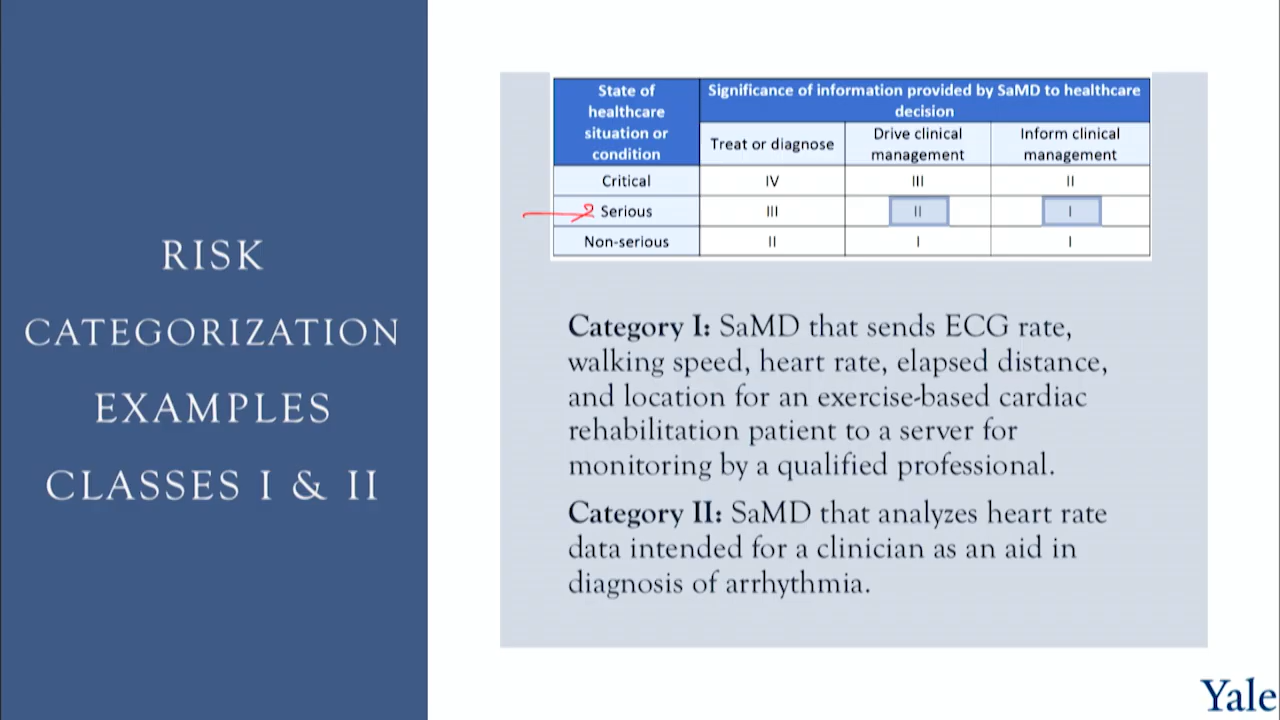 RISK
CATEGORIZATION
EXAMPLES
CLASSES I & II
State of
healthcare
situation or
condition
Significance of information provided by SaMD to healthcare
decision
Treat or diagnose
Drive clinical
management
Inform clinical
management
Critical IV III II
Serious III II I
Non-serious II I I
Category I: SaMD that sends ECG rate,
walking speed, heart rate, elapsed distance,
and location for an exercise-based cardiac
rehabilitation patient to a server for
monitoring by a qualified professional.
Category II: SaMD that analyzes heart rate
data intended for a clinician as an aid in
diagnosis of arrhythmia.
Yale